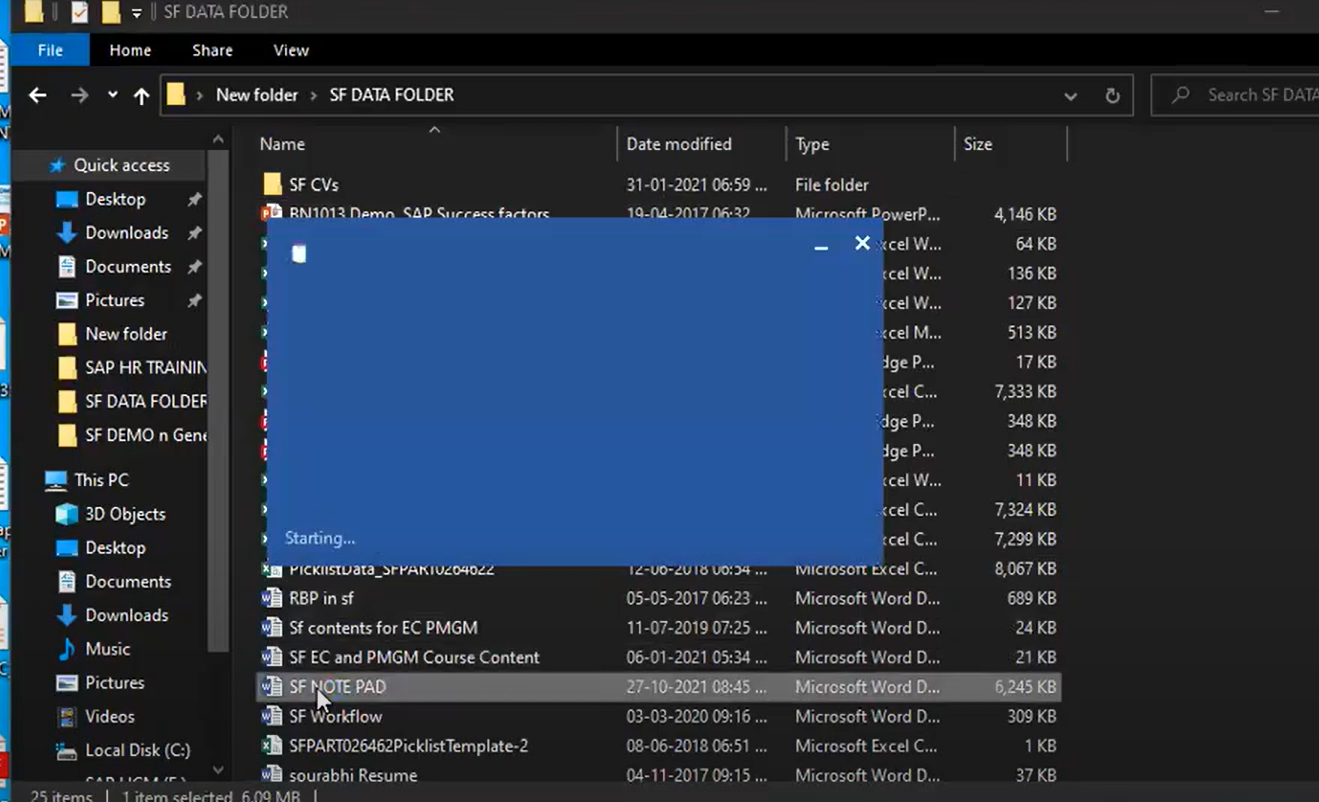 SF DATA FOLDER
File Home Share View
New folder › SF DATA FOLDER Search SF DATA
Name Date modified Type Size
Quick access
Desktop
Downloads
Documents
Pictures
New folder
SAP HR TRAININ
SF DATA FOLDER
SF DEMO n Gene
This PC
3D Objects
Desktop
Documents
Downloads
Music
Pictures
Videos
Local Disk (C:)
SF CVs 31-01-2021 06:59 ... File folder
BN1013 Demo_SAP Success factors 19-04-2017 06:32 Microsoft PowerP... 4,146 KB
xcel W... 64 KB
xcel W... 136 KB
xcel W... 127 KB
xcel M... 513 KB
dge P... 17 KB
xcel C... 7,333 KB
dge P... 348 KB
dge P... 348 KB
xcel W... 11 KB
xcel C... 7,324 KB
Starting...
xcel C... 7,299 KB
PicklistData_SFPART0264622 12-06-2018 06:54 ... Microsoft Excel C... 8,067 KB
RBP in sf 05-05-2017 06:23 ... Microsoft Word D... 689 KB
Sf contents for EC PMGM 11-07-2019 07:25 ... Microsoft Word D... 24 KB
SF EC and PMGM Course Content 06-01-2021 05:34 ... Microsoft Word D... 21 KB
SF NOTE PAD 27-10-2021 08:45 ... Microsoft Word D... 6,245 KB
SF Workflow 03-03-2020 09:16 ... Microsoft Word D... 309 KB
SFPART026462PicklistTemplate-2 08-06-2018 06:51 ... Microsoft Excel C... 1 KB
sourabhi Resume 04-11-2017 09:15 ... Microsoft Word D... 37 KB
25 items 1 item selected 6.09 MB